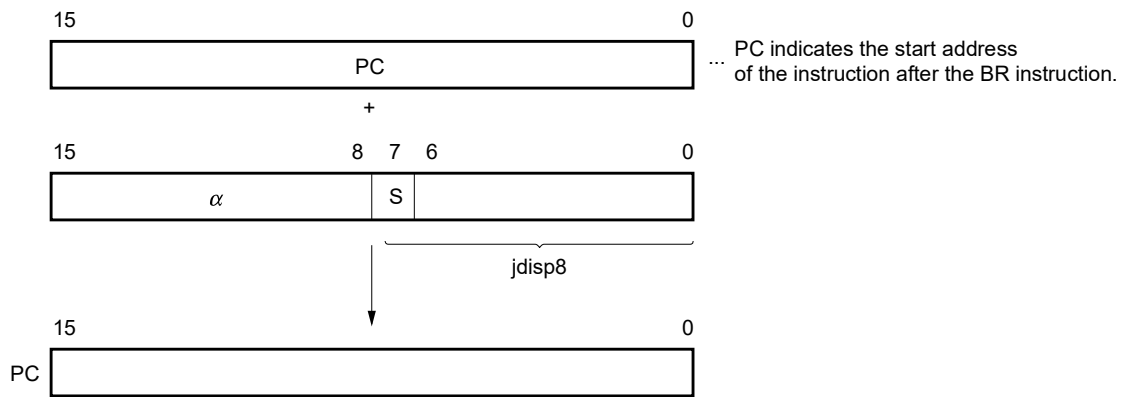 15 0
PC
... PC indicates the start address
of the instruction after the BR instruction.
+
15 8 7 6 0
α S
jdisp8
15 0
PC